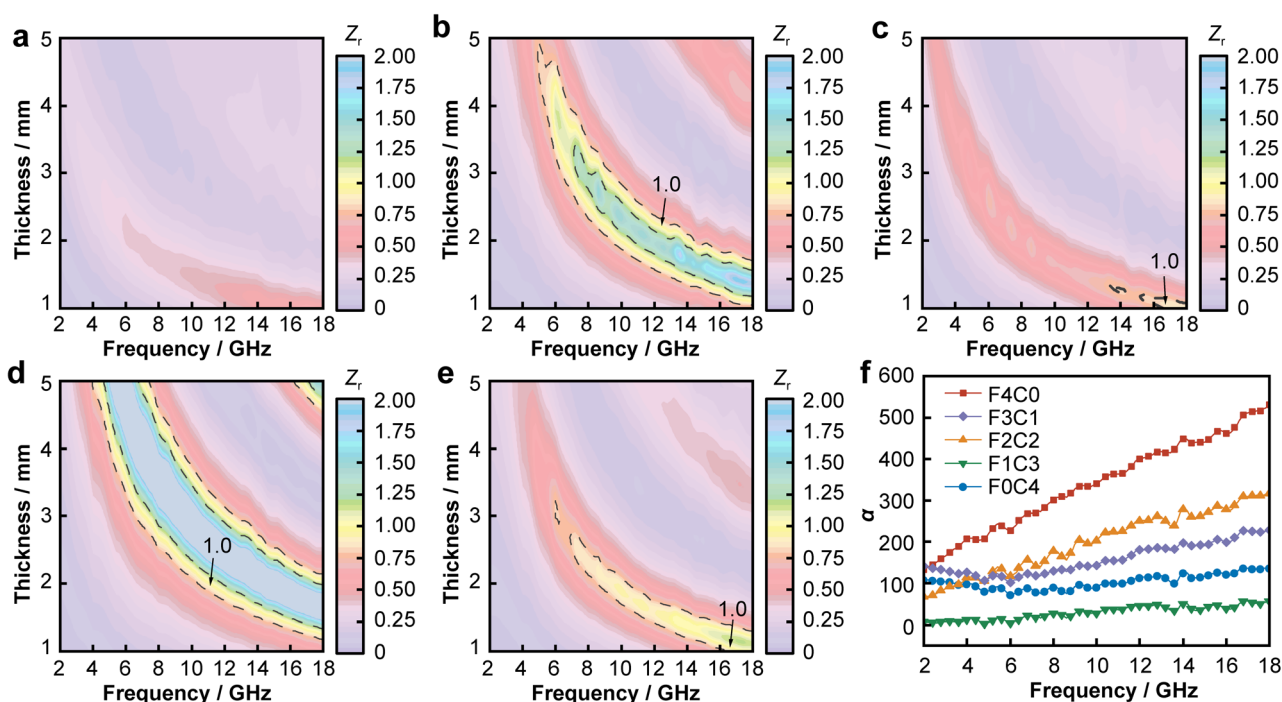 a
Thickness / mm
5
4
3
2
1
2 4 6 8 10 12 14 16 18
Frequency / GHz
Zr
2.00
1.75
1.50
1.25
1.00
0.75
0.50
0.25
0
b
Thickness / mm
5
4
3
2
1
1.0
2 4 6 8 10 12 14 16 18
Frequency / GHz
Zr
2.00
1.75
1.50
1.25
1.00
0.75
0.50
0.25
0
c
Thickness / mm
5
4
3
2
1
1.0
2 4 6 8 10 12 14 16 18
Frequency / GHz
Zr
2.00
1.75
1.50
1.25
1.00
0.75
0.50
0.25
0
d
Thickness / mm
5
4
3
2
1
1.0
2 4 6 8 10 12 14 16 18
Frequency / GHz
Zr
2.00
1.75
1.50
1.25
1.00
0.75
0.50
0.25
0
e
Thickness / mm
5
4
3
2
1
1.0
2 4 6 8 10 12 14 16 18
Frequency / GHz
Zr
2.00
1.75
1.50
1.25
1.00
0.75
0.50
0.25
0
f
α
600
500
400
300
200
100
0
F4C0
F3C1
F2C2
F1C3
F0C4
2 4 6 8 10 12 14 16 18
Frequency / GHz